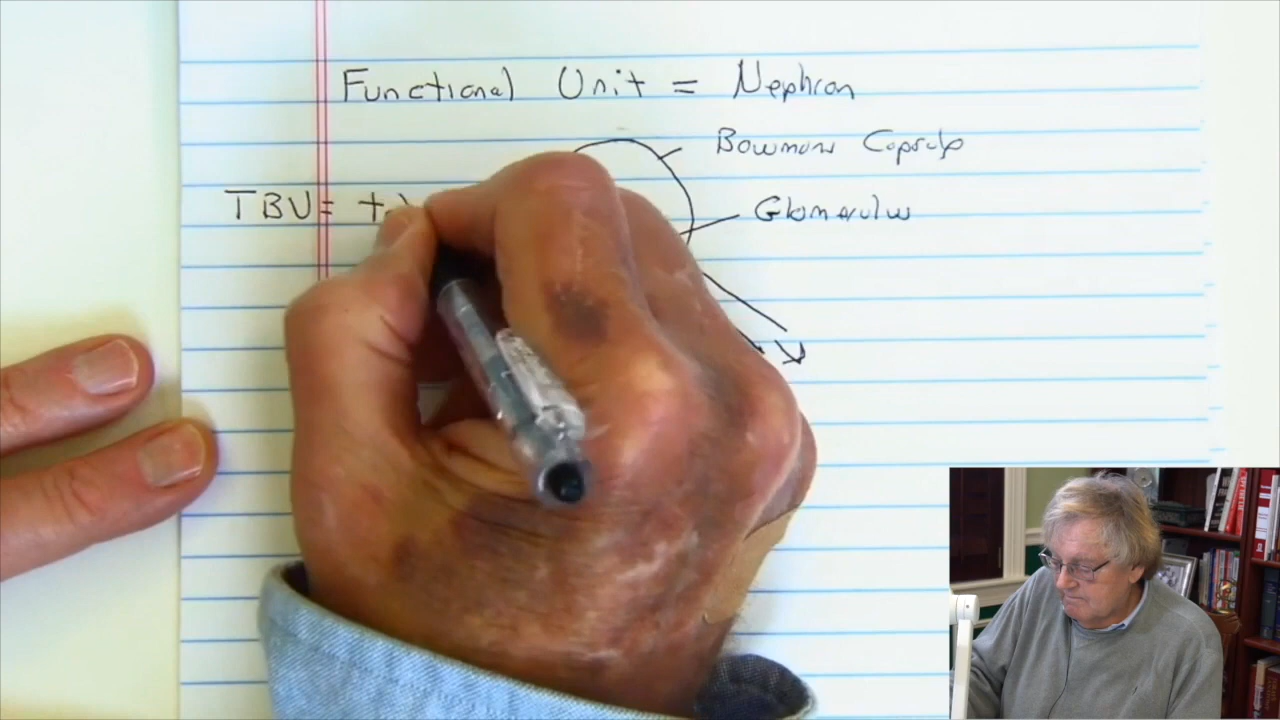 Functional Unit = Nephron
Bowmans Capsule
TBV =
Glomerulus